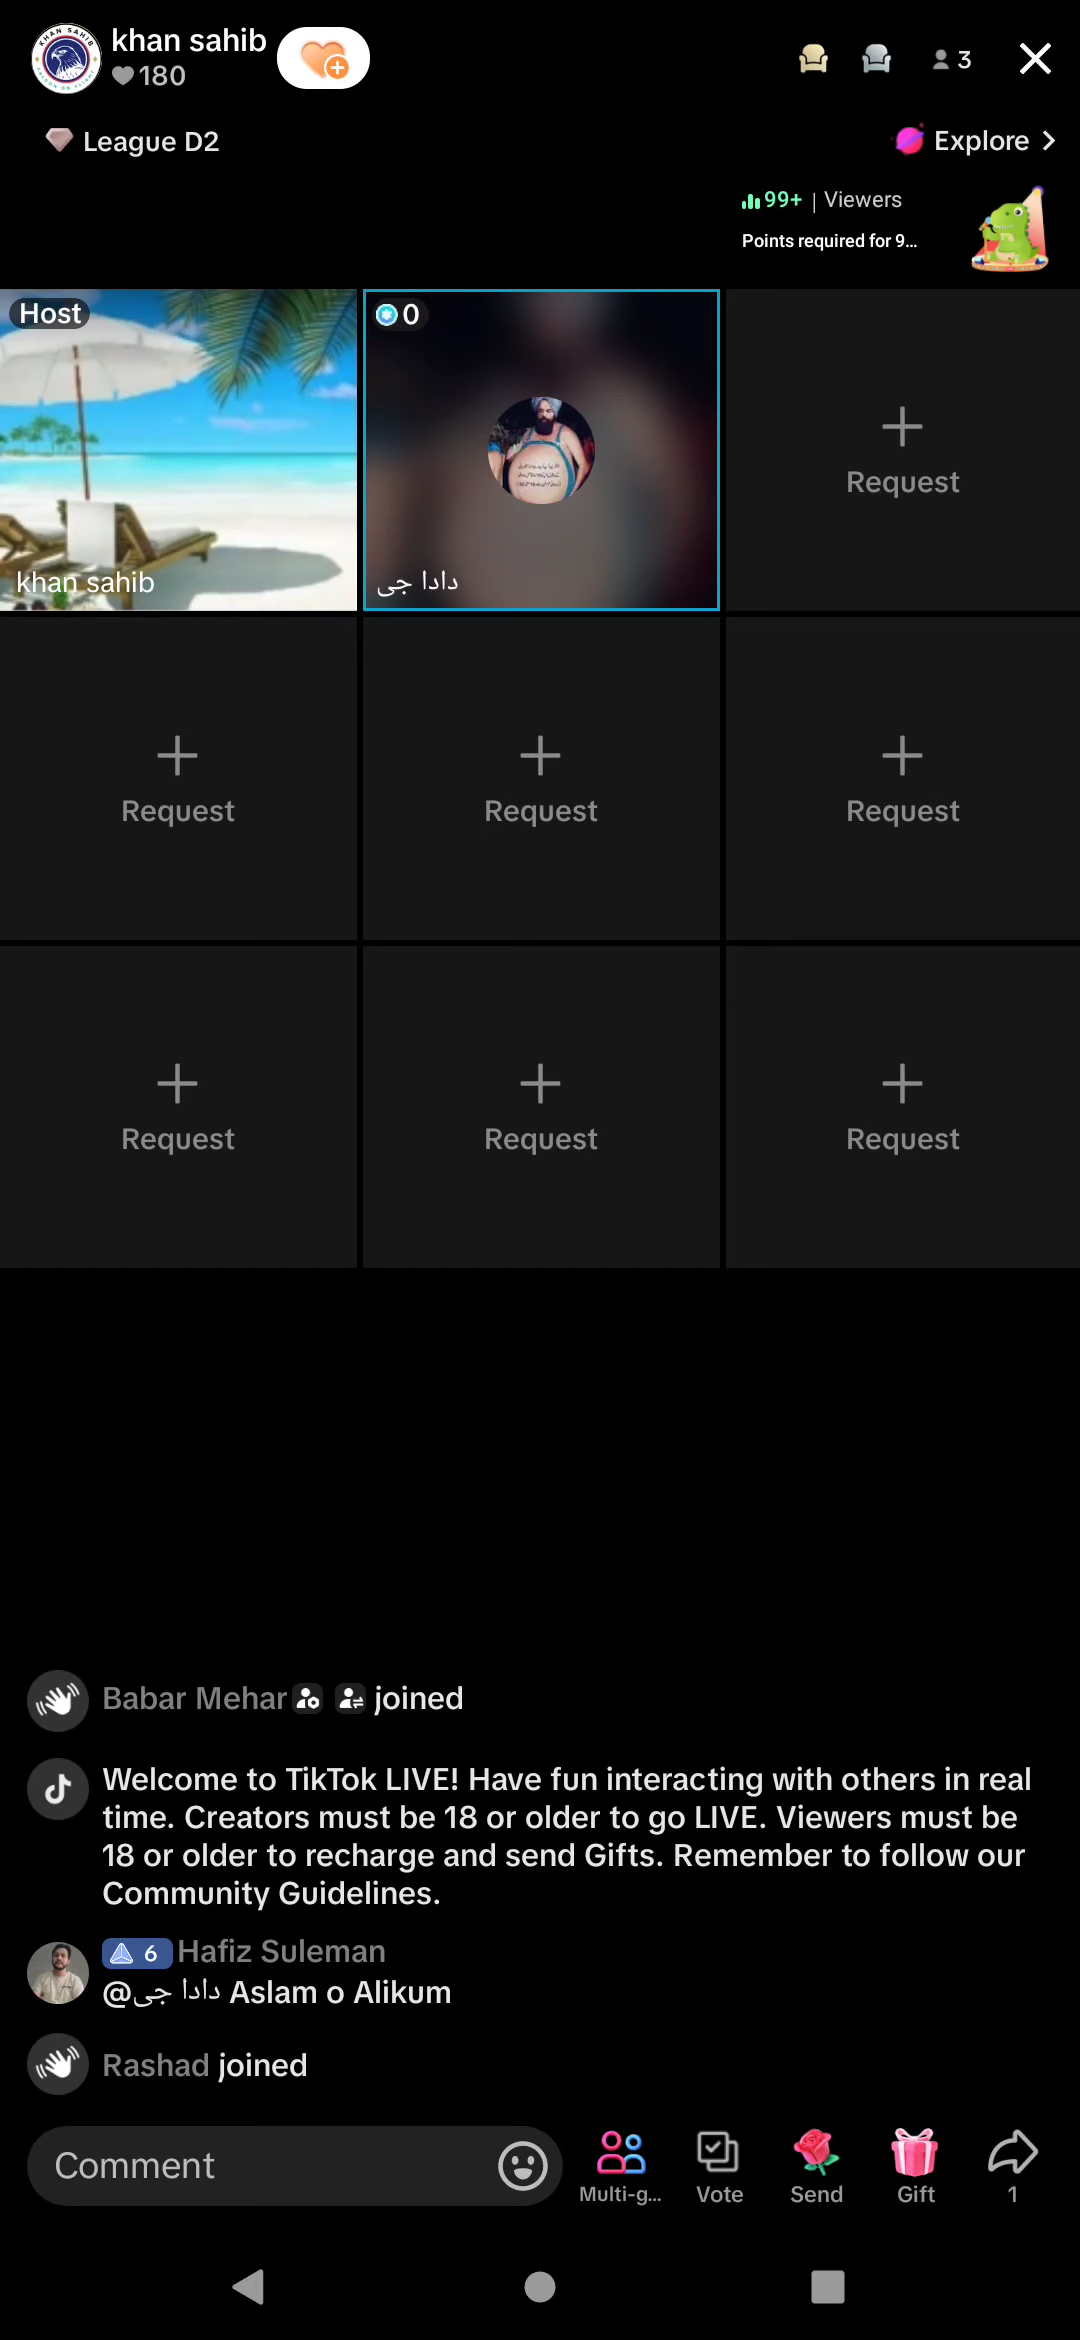 khan sahib
180
3
League D2
Explore
99+ | Viewers
Points required for 9...
Host
khan sahib
0
دادا جی
Request
Request
Request
Request
Request
Request
Request
Babar Mehar joined
Welcome to TikTok LIVE! Have fun interacting with others in real
time. Creators must be 18 or older to go LIVE. Viewers must be
18 or older to recharge and send Gifts. Remember to follow our
Community Guidelines.
6 Hafiz Suleman
@دادا جی Aslam o Alikum
Rashad joined
Comment
Multi-g...
Vote
Send
Gift
1